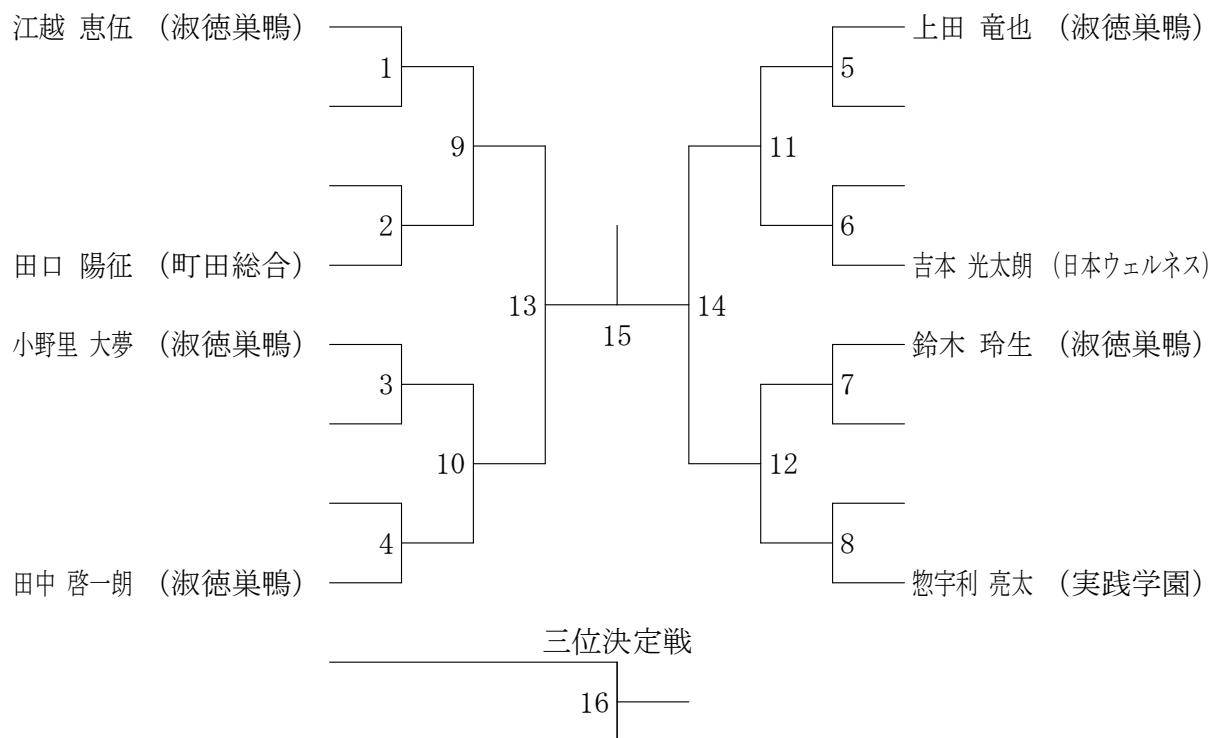 江越 恵伍 （淑徳巣鴨） 上田 竜也 （淑徳巣鴨）
1 5
9 11
2 6
田口 陽征 （町田総合） 吉本 光太朗 （日本ウェルネス）
13 14
15
小野里 大夢 （淑徳巣鴨） 鈴木 玲生 （淑徳巣鴨）
3 7
10 12
4 8
田中 啓一朗 （淑徳巣鴨） 惣宇利 亮太 （実践学園）
三位決定戦
16